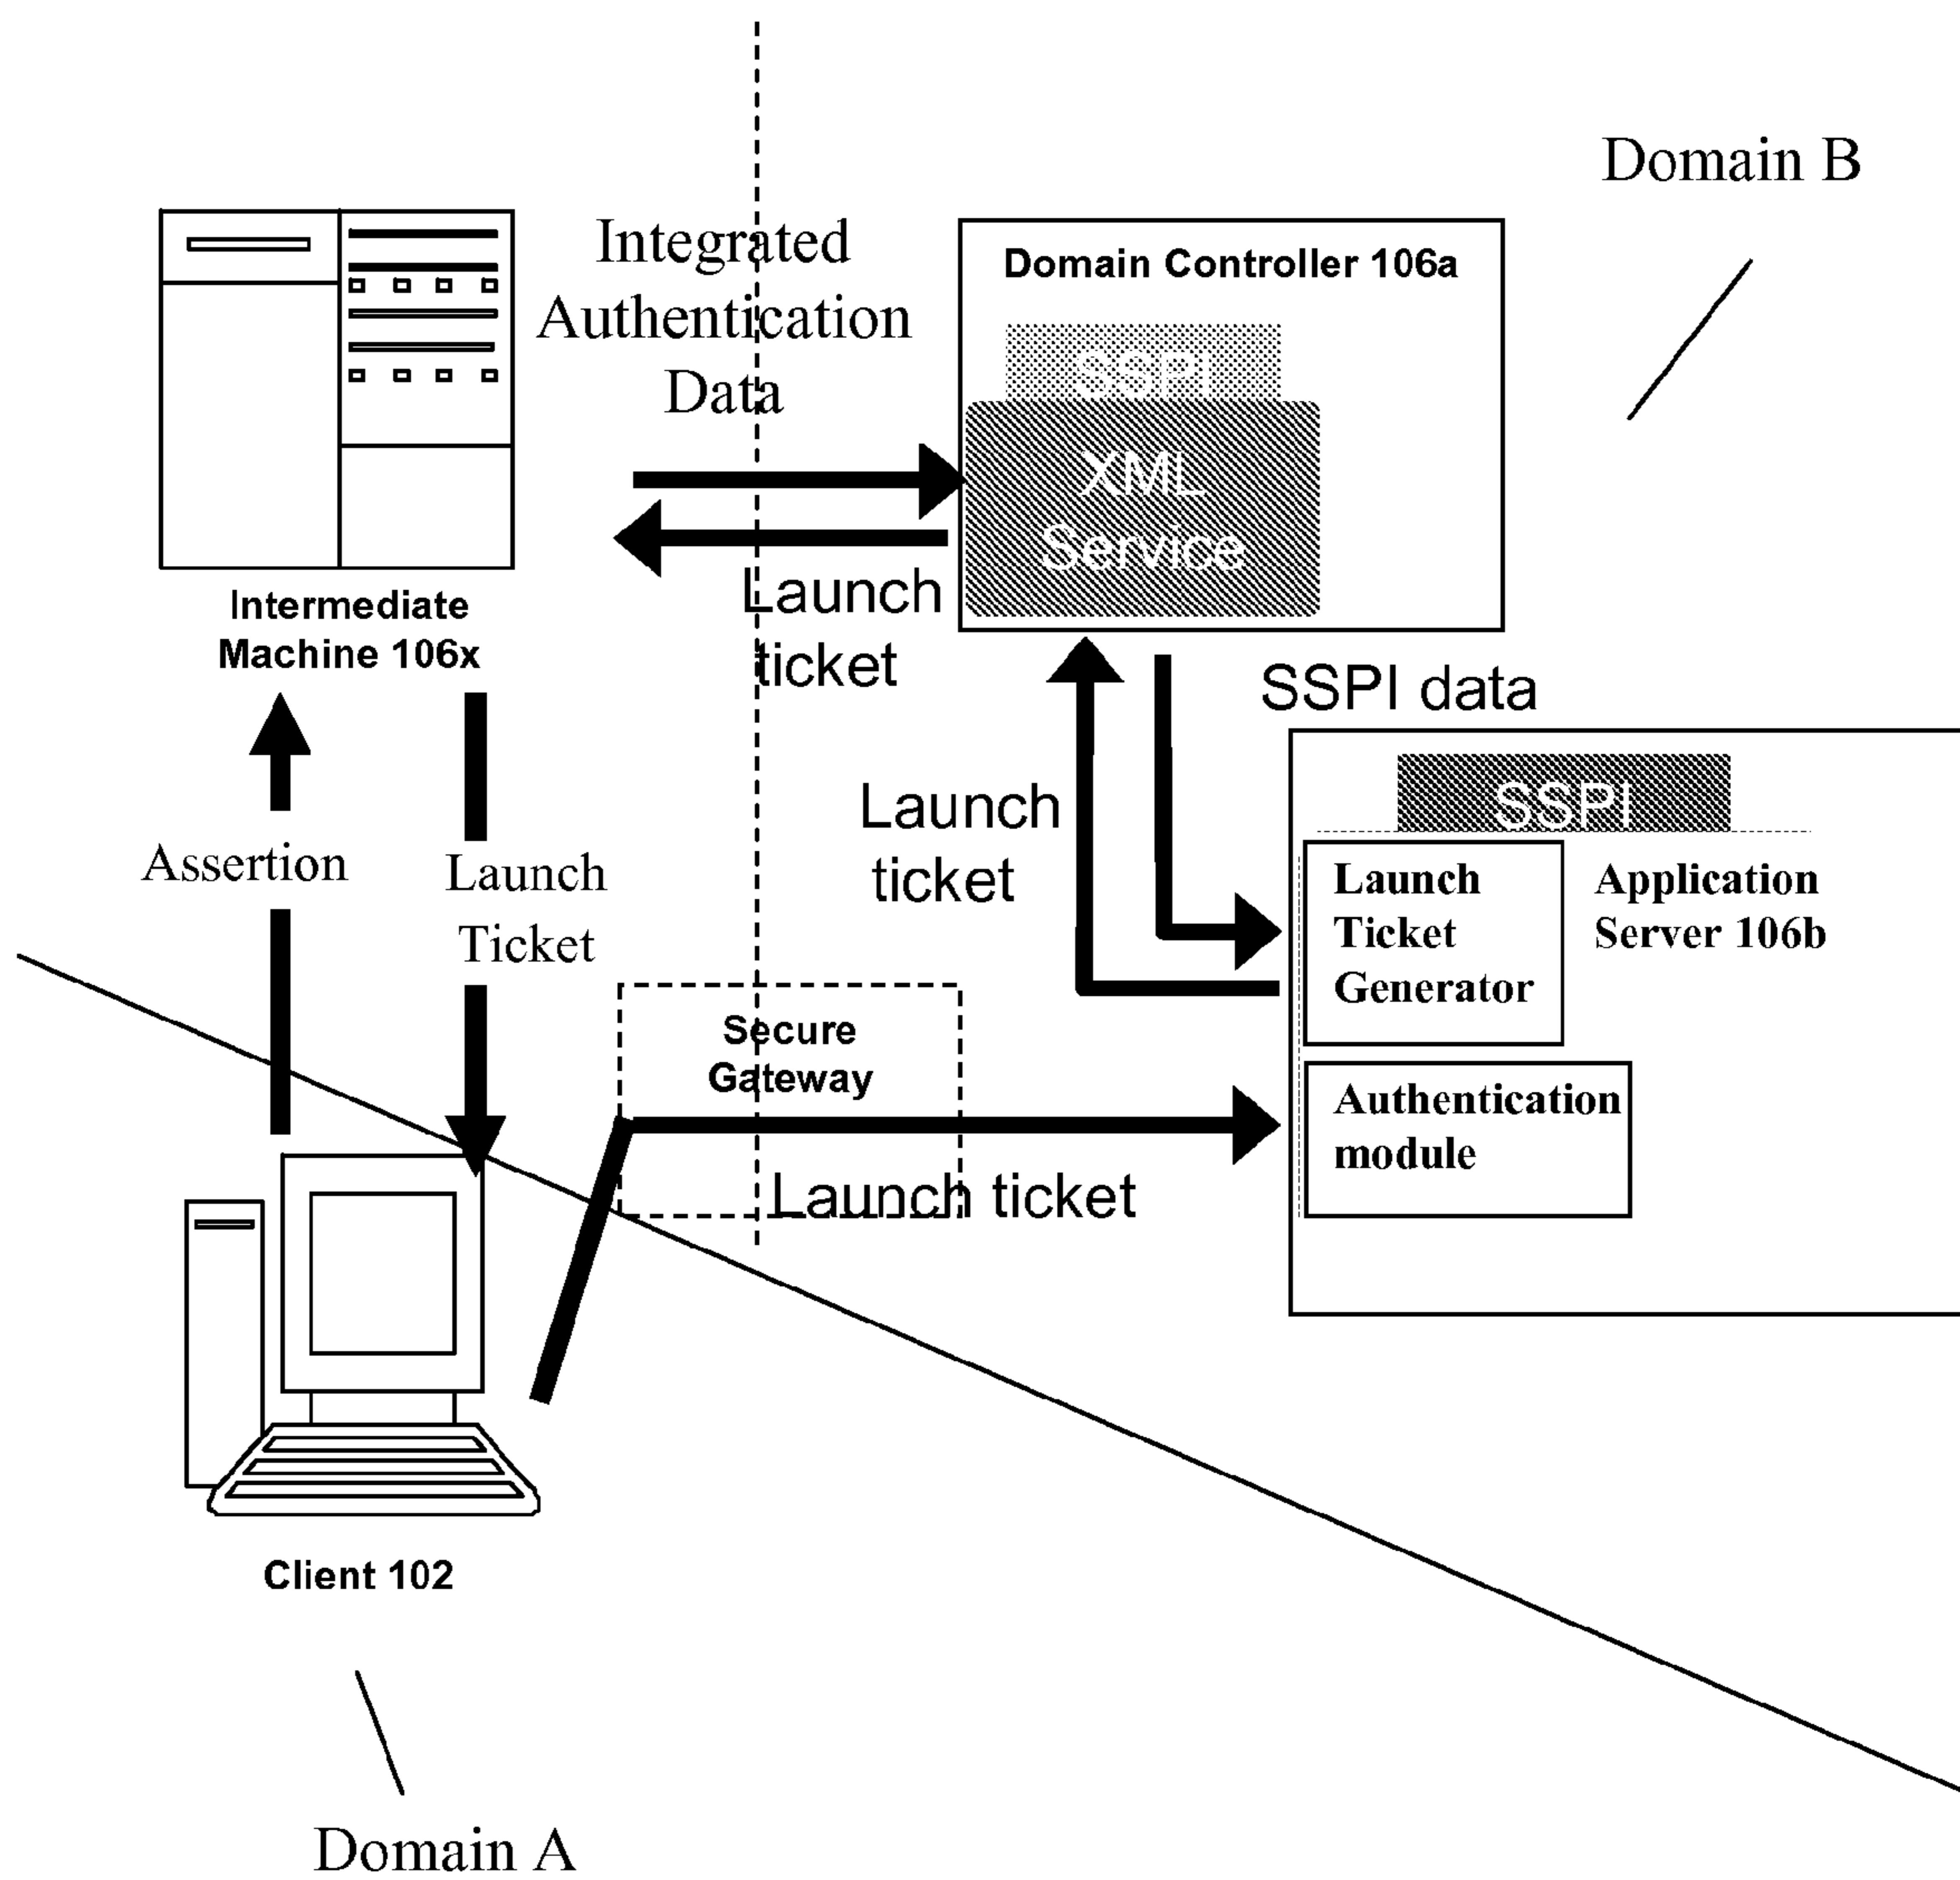 Domain B
Integrated
Authentication
Data
Domain Controller 106a
SSPI
XML
Service
Launch
ticket
Intermediate
Machine 106x
SSPI data
Assertion
Launch
Ticket
Launch
ticket
SSPI
Launch
Ticket
Generator
Application
Server 106b
Secure
Gateway
Authentication
module
Launch ticket
Client 102
Domain A